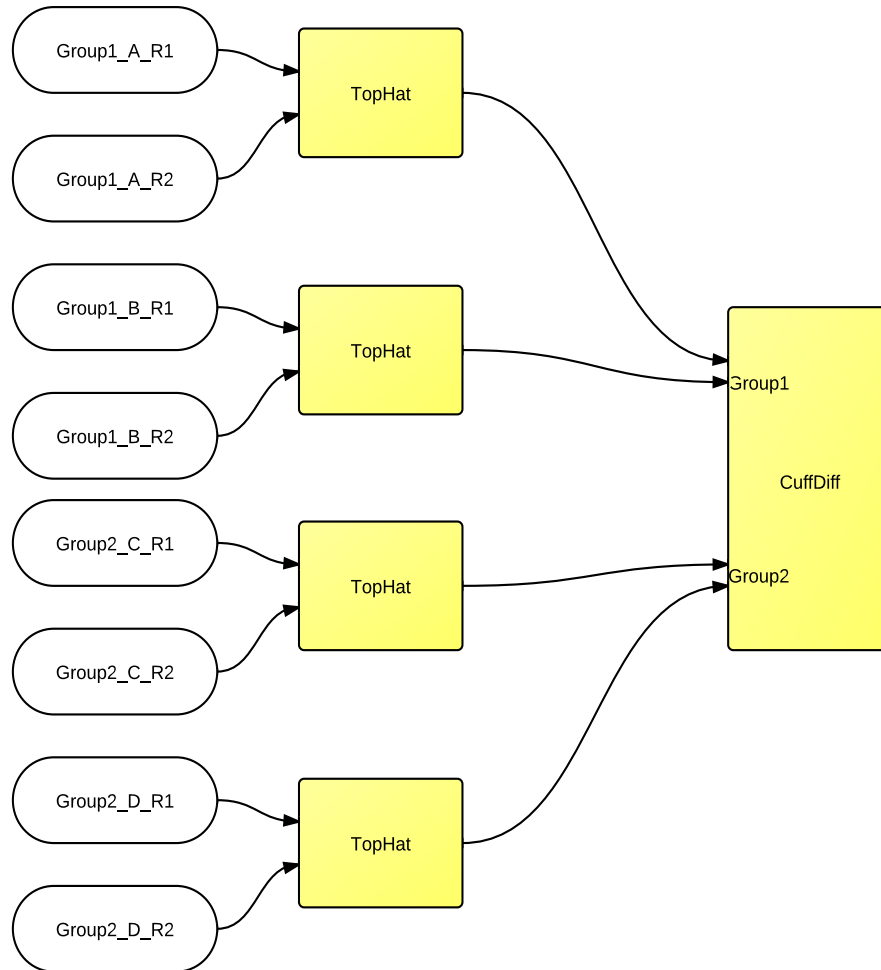 Group1_A_R1
TopHat
Group1_A_R2
Group1_B_R1
TopHat
Group1_B_R2
Group1
CuffDiff
Group2_C_R1
TopHat
Group2
Group2_C_R2
Group2_D_R1
TopHat
Group2_D_R2